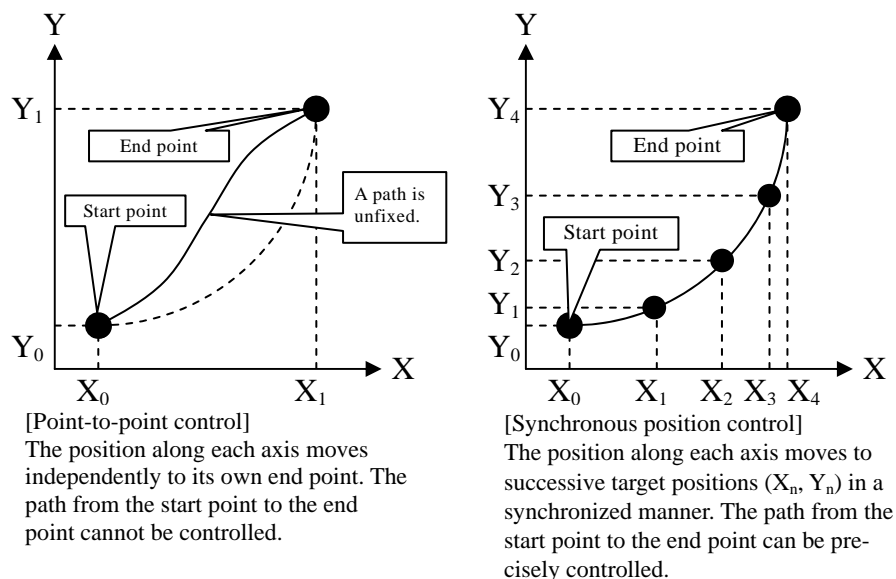 Y
Y1
End point
Start point
A path is
unfixed.
Y0
X
X0
X1
[Point-to-point control]
The position along each axis moves
independently to its own end point. The
path from the start point to the end
point cannot be controlled.
Y
Y4
End point
Y3
Start point
Y2
Y1
Y0
X
X0
X1
X2
X3
X4
[Synchronous position control]
The position along each axis moves to
successive target positions (Xn, Yn) in a
synchronized manner. The path from the
start point to the end point can be pre-
cisely controlled.